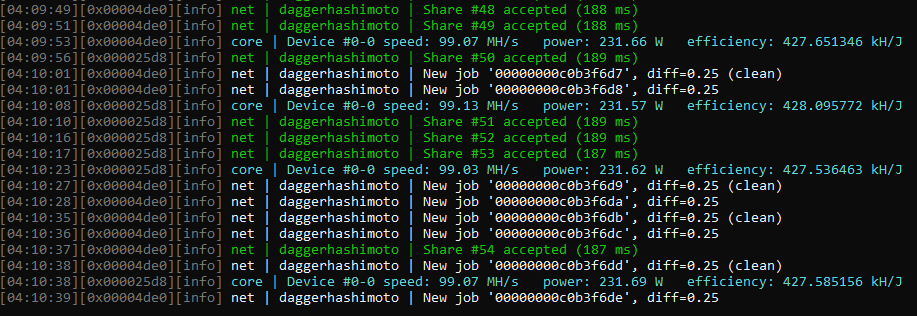 [04:09:49][0x00004de0][info] net | daggerhashimoto | Share #48 accepted (188 ms)
[04:09:51][0x00004de0][info] net | daggerhashimoto | Share #49 accepted (188 ms)
[04:09:53][0x00004de0][info] core | Device #0-0 speed: 99.07 MH/s   power: 231.66 W   efficiency: 427.651346 kH/J
[04:09:56][0x000025d8][info] net | daggerhashimoto | Share #50 accepted (189 ms)
[04:10:01][0x00004de0][info] net | daggerhashimoto | New job '00000000c0b3f6d7', diff=0.25 (clean)
[04:10:01][0x00004de0][info] net | daggerhashimoto | New job '00000000c0b3f6d8', diff=0.25
[04:10:08][0x000025d8][info] core | Device #0-0 speed: 99.13 MH/s   power: 231.57 W   efficiency: 428.095772 kH/J
[04:10:10][0x000025d8][info] net | daggerhashimoto | Share #51 accepted (189 ms)
[04:10:16][0x000025d8][info] net | daggerhashimoto | Share #52 accepted (189 ms)
[04:10:17][0x000025d8][info] net | daggerhashimoto | Share #53 accepted (187 ms)
[04:10:23][0x000025d8][info] core | Device #0-0 speed: 99.03 MH/s   power: 231.62 W   efficiency: 427.536463 kH/J
[04:10:27][0x00004de0][info] net | daggerhashimoto | New job '00000000c0b3f6d9', diff=0.25 (clean)
[04:10:28][0x00004de0][info] net | daggerhashimoto | New job '00000000c0b3f6da', diff=0.25
[04:10:35][0x00004de0][info] net | daggerhashimoto | New job '00000000c0b3f6db', diff=0.25 (clean)
[04:10:36][0x00004de0][info] net | daggerhashimoto | New job '00000000c0b3f6dc', diff=0.25
[04:10:37][0x00004de0][info] net | daggerhashimoto | Share #54 accepted (187 ms)
[04:10:38][0x00004de0][info] net | daggerhashimoto | New job '00000000c0b3f6dd', diff=0.25 (clean)
[04:10:38][0x000025d8][info] core | Device #0-0 speed: 99.07 MH/s   power: 231.69 W   efficiency: 427.585156 kH/J
[04:10:39][0x00004de0][info] net | daggerhashimoto | New job '00000000c0b3f6de', diff=0.25